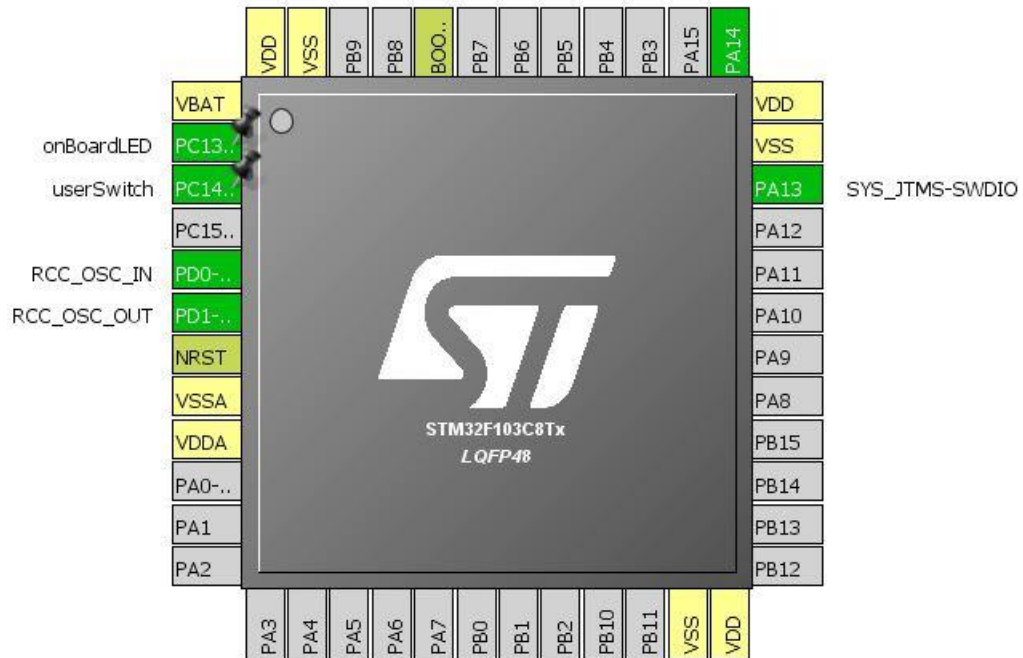 VDD
VSS
PB9
PB8
BOO..
PB7
PB6
PB5
PB4
PB3
PA15
PA14
VBAT
onBoardLED PC13..
userSwitch PC14..
PC15..
RCC_OSC_IN PD0-..
RCC_OSC_OUT PD1-..
NRST
VSSA
VDDA
PA0-..
PA1
PA2
ST
STM32F103C8Tx
LQFP48
VDD
VSS
PA13 SYS_JTMS-SWDIO
PA12
PA11
PA10
PA9
PA8
PB15
PB14
PB13
PB12
PA3
PA4
PA5
PA6
PA7
PB0
PB1
PB2
PB10
PB11
VSS
VDD